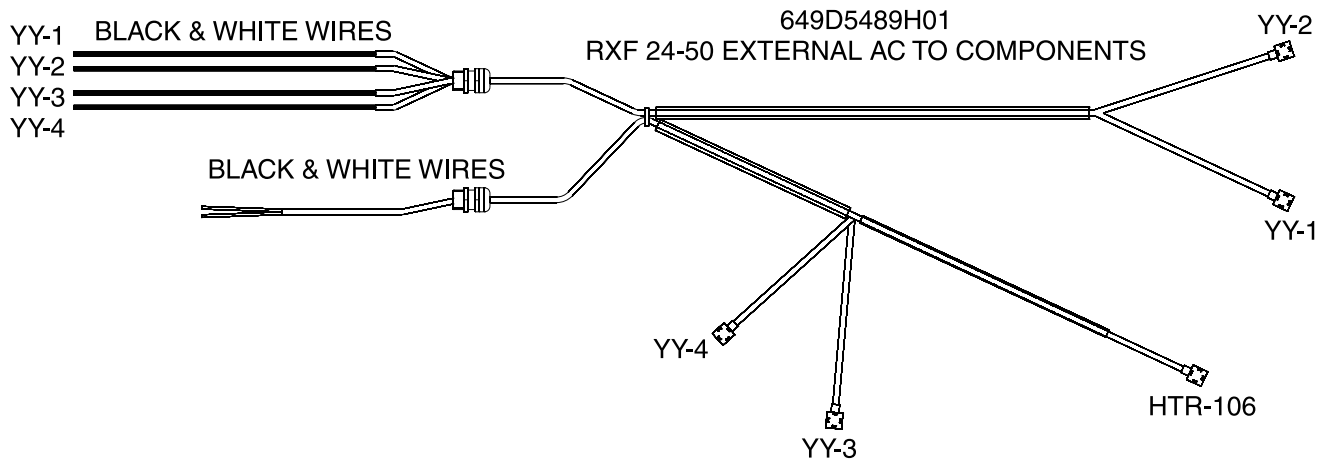 649D5489H01
RXF 24-50 EXTERNAL AC TO COMPONENTS
YY-1
BLACK & WHITE WIRES
YY-2
YY-3
YY-4
BLACK & WHITE WIRES
YY-2
YY-1
YY-4
YY-3
HTR-106